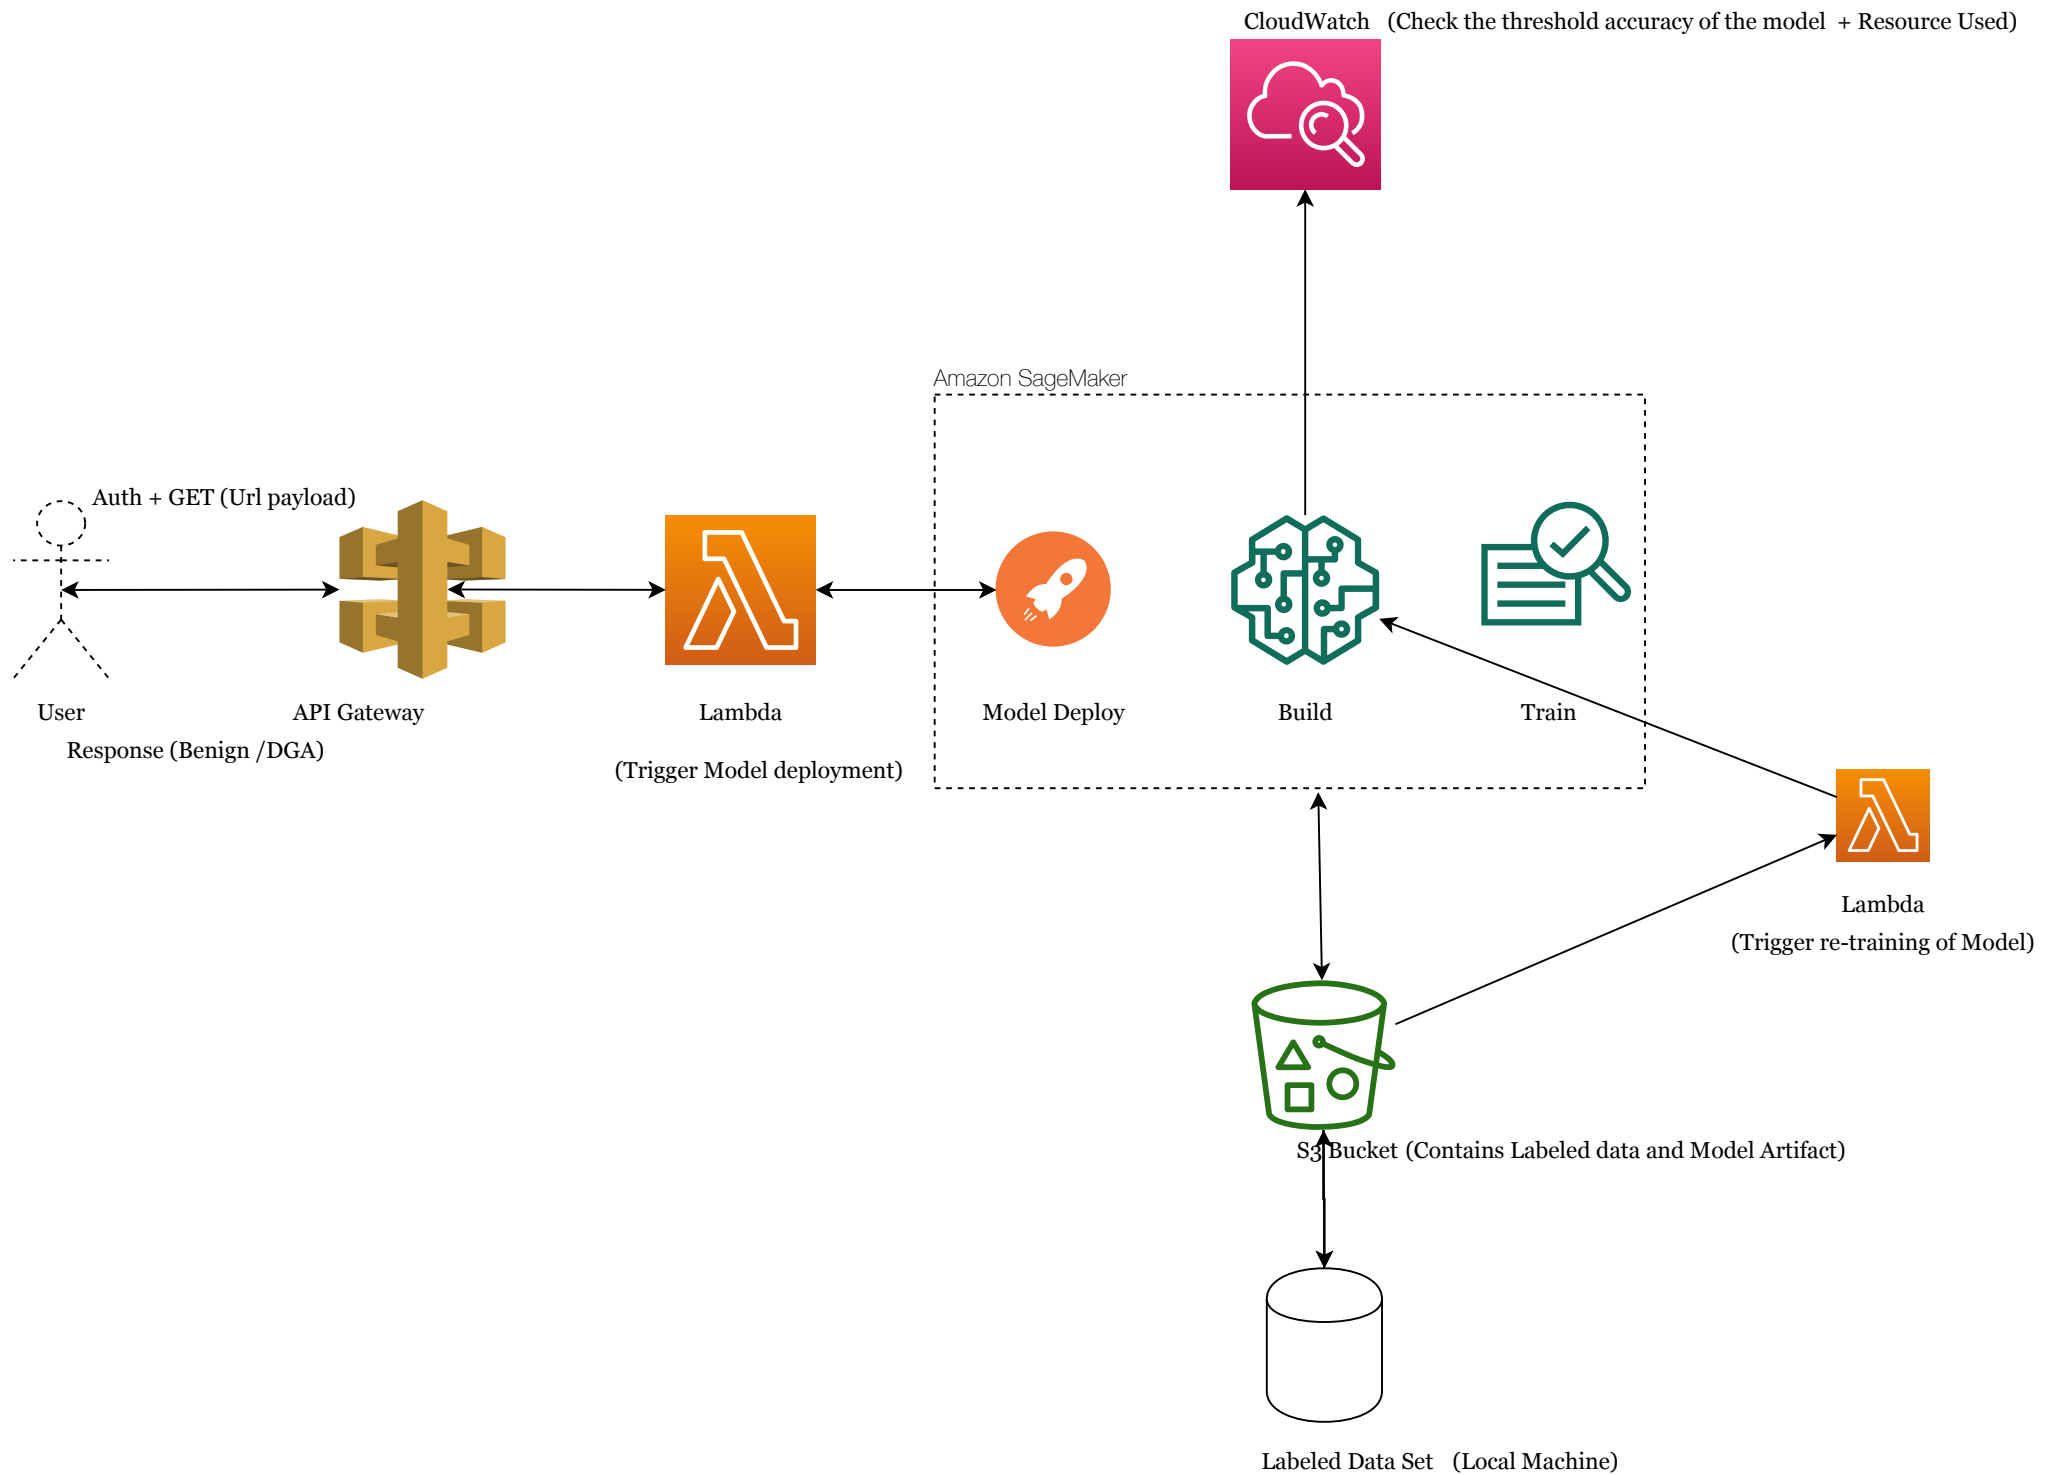 CloudWatch (Check the threshold accuracy of the model + Resource Used)
Amazon SageMaker
Auth + GET (Url payload)
User
API Gateway
Lambda
Model Deploy
Build
Train
Response (Benign /DGA)
(Trigger Model deployment)
Lambda
(Trigger re-training of Model)
S3 Bucket (Contains Labeled data and Model Artifact)
Labeled Data Set (Local Machine)